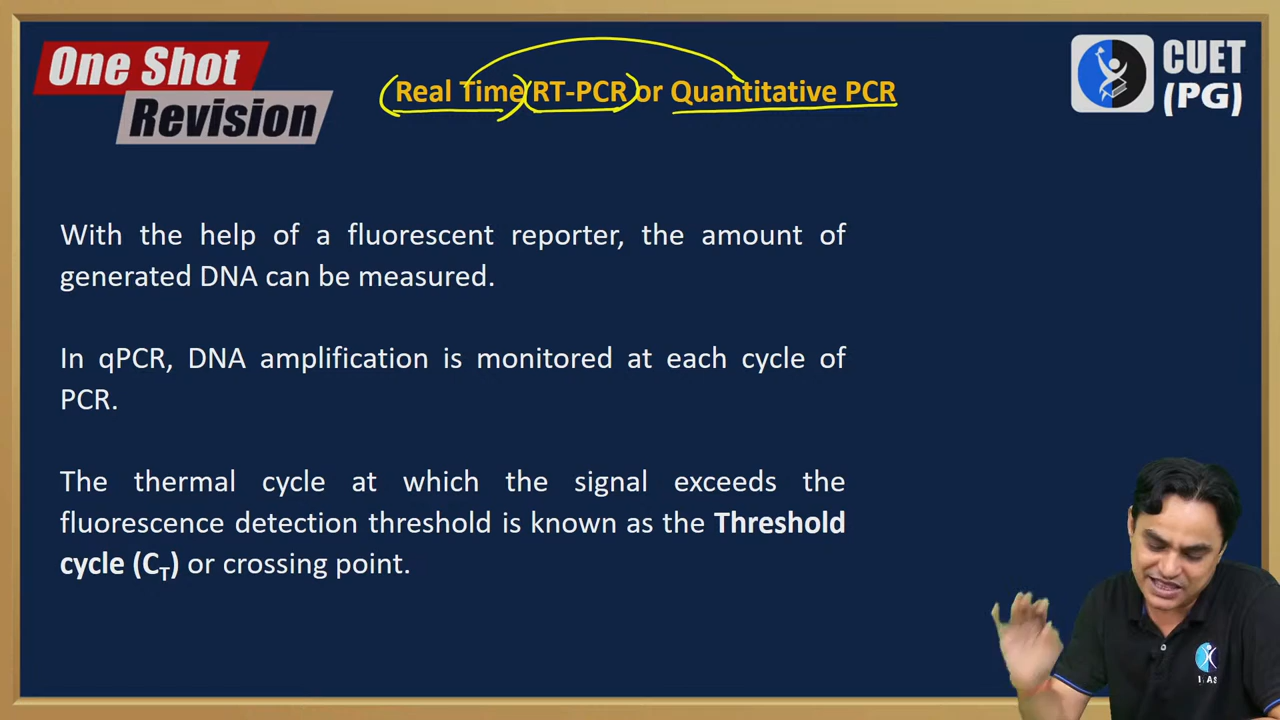 One Shot
Revision
Real Time RT-PCR or Quantitative PCR
CUET
(PG)
With the help of a fluorescent reporter, the amount of
generated DNA can be measured.
In qPCR, DNA amplification is monitored at each cycle of
PCR.
The thermal cycle at which the signal exceeds the
fluorescence detection threshold is known as the Threshold
cycle (CT) or crossing point.